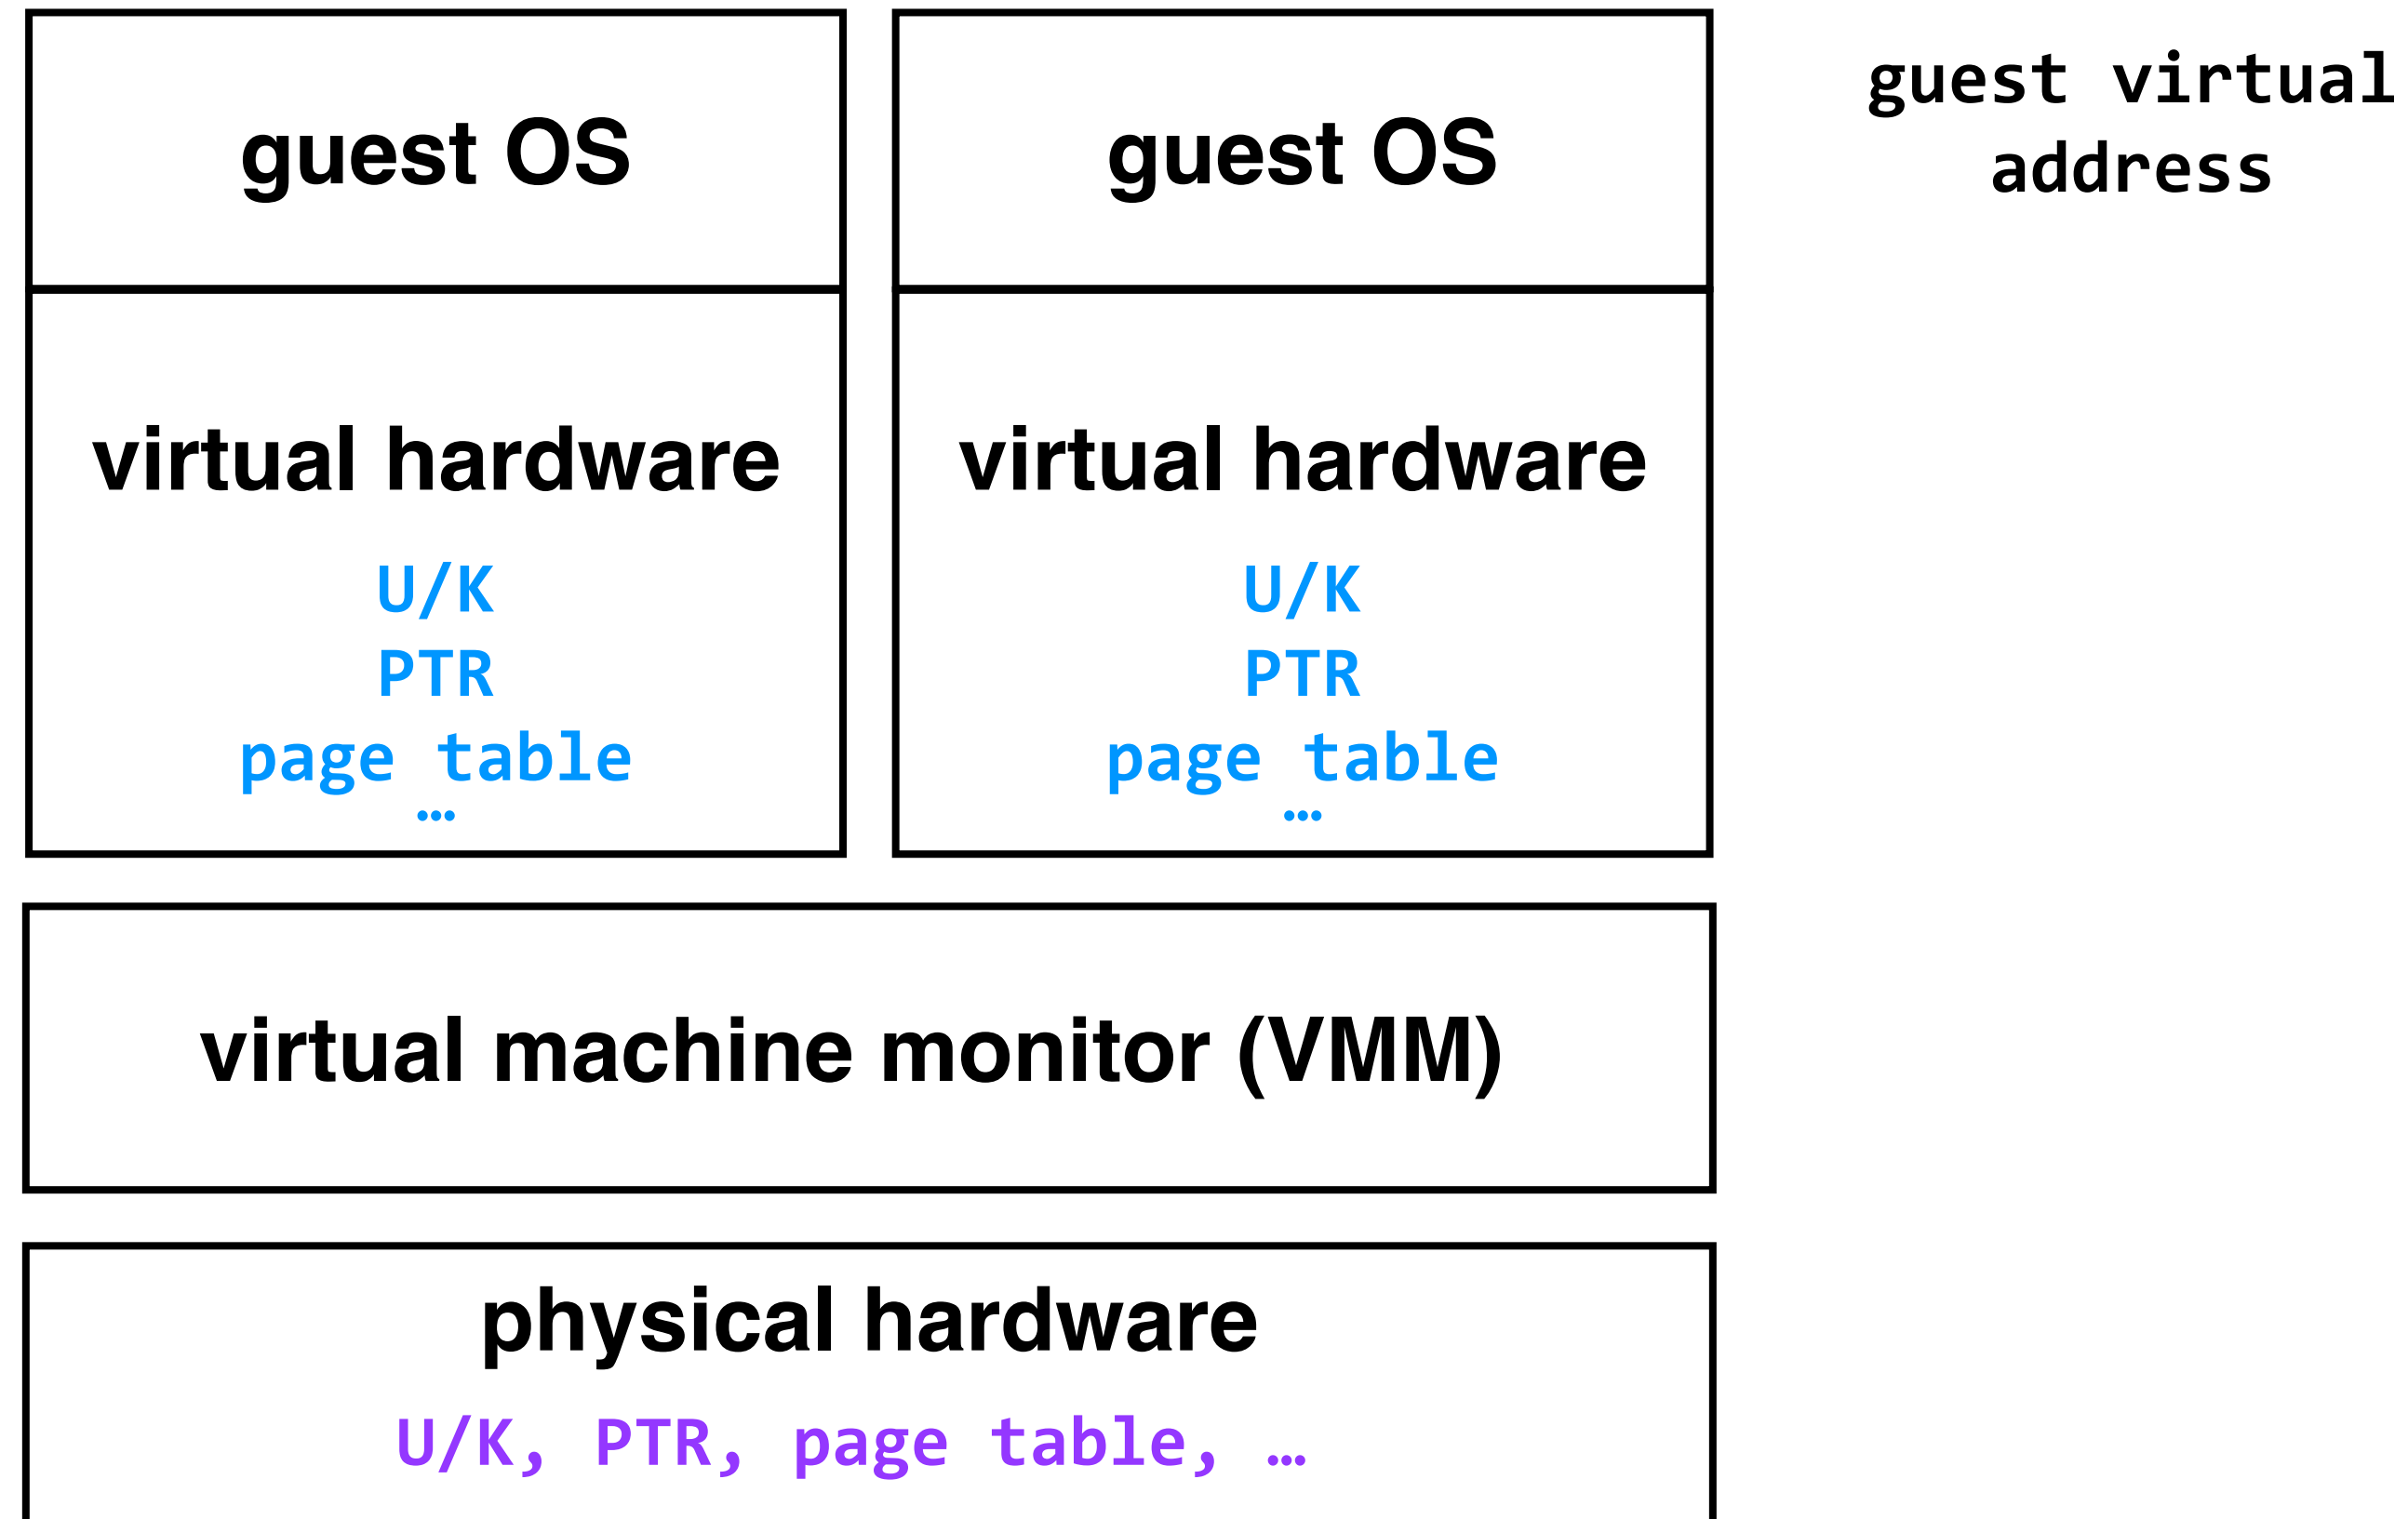 guest OS
virtual hardware
U/K
PTR
page table
…
guest OS
virtual hardware
U/K
PTR
page table
…
guest virtual
address
virtual machine monitor (VMM)
physical hardware
U/K, PTR, page table, …